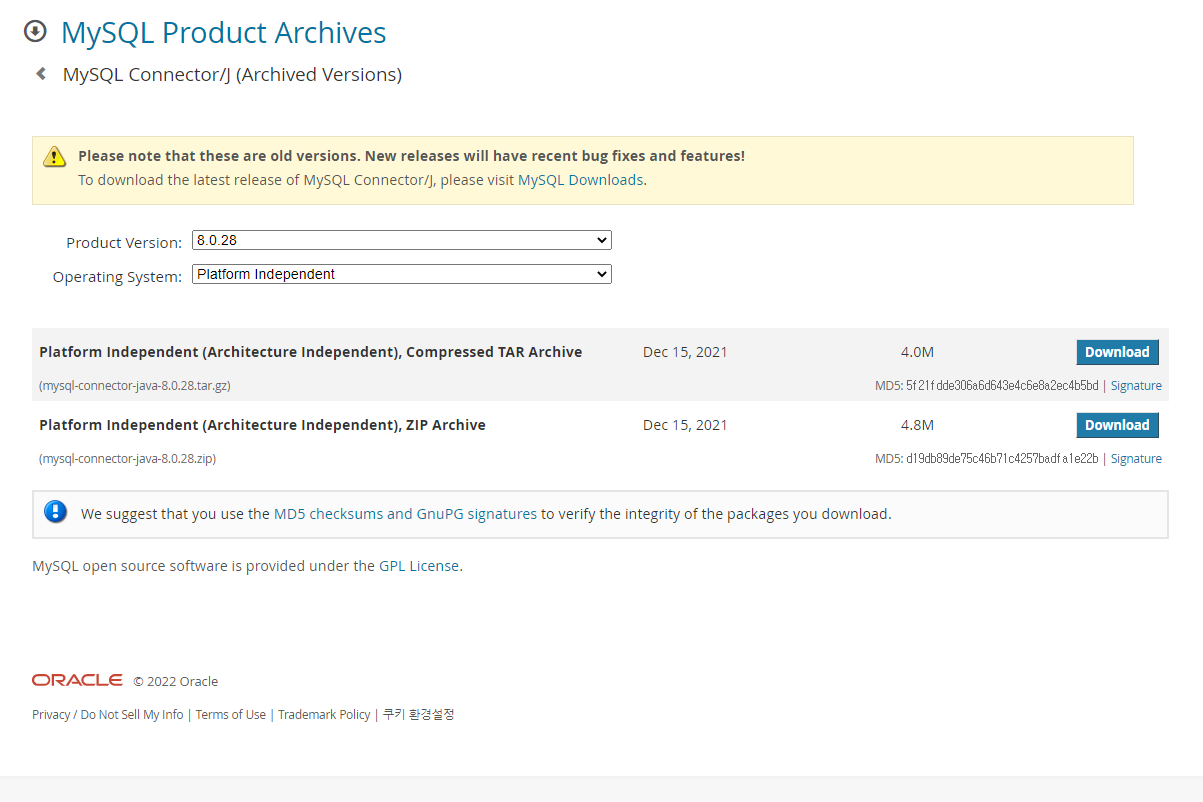 MySQL Product Archives
MySQL Connector/J (Archived Versions)
Please note that these are old versions. New releases will have recent bug fixes and features!
To download the latest release of MySQL Connector/J, please visit MySQL Downloads.
Product Version: 8.0.28
Operating System: Platform Independent
Platform Independent (Architecture Independent), Compressed TAR Archive Dec 15, 2021 4.0M Download
(mysql-connector-java-8.0.28.tar.gz) MD5: 5f21fdde306a6d643e4c6e8a2ec4b5bd | Signature
Platform Independent (Architecture Independent), ZIP Archive Dec 15, 2021 4.8M Download
(mysql-connector-java-8.0.28.zip) MD5: d19db89de75c46b71c4257badfa1e22b | Signature
We suggest that you use the MD5 checksums and GnuPG signatures to verify the integrity of the packages you download.
MySQL open source software is provided under the GPL License.
ORACLE © 2022 Oracle
Privacy / Do Not Sell My Info | Terms of Use | Trademark Policy | 쿠키 환경설정